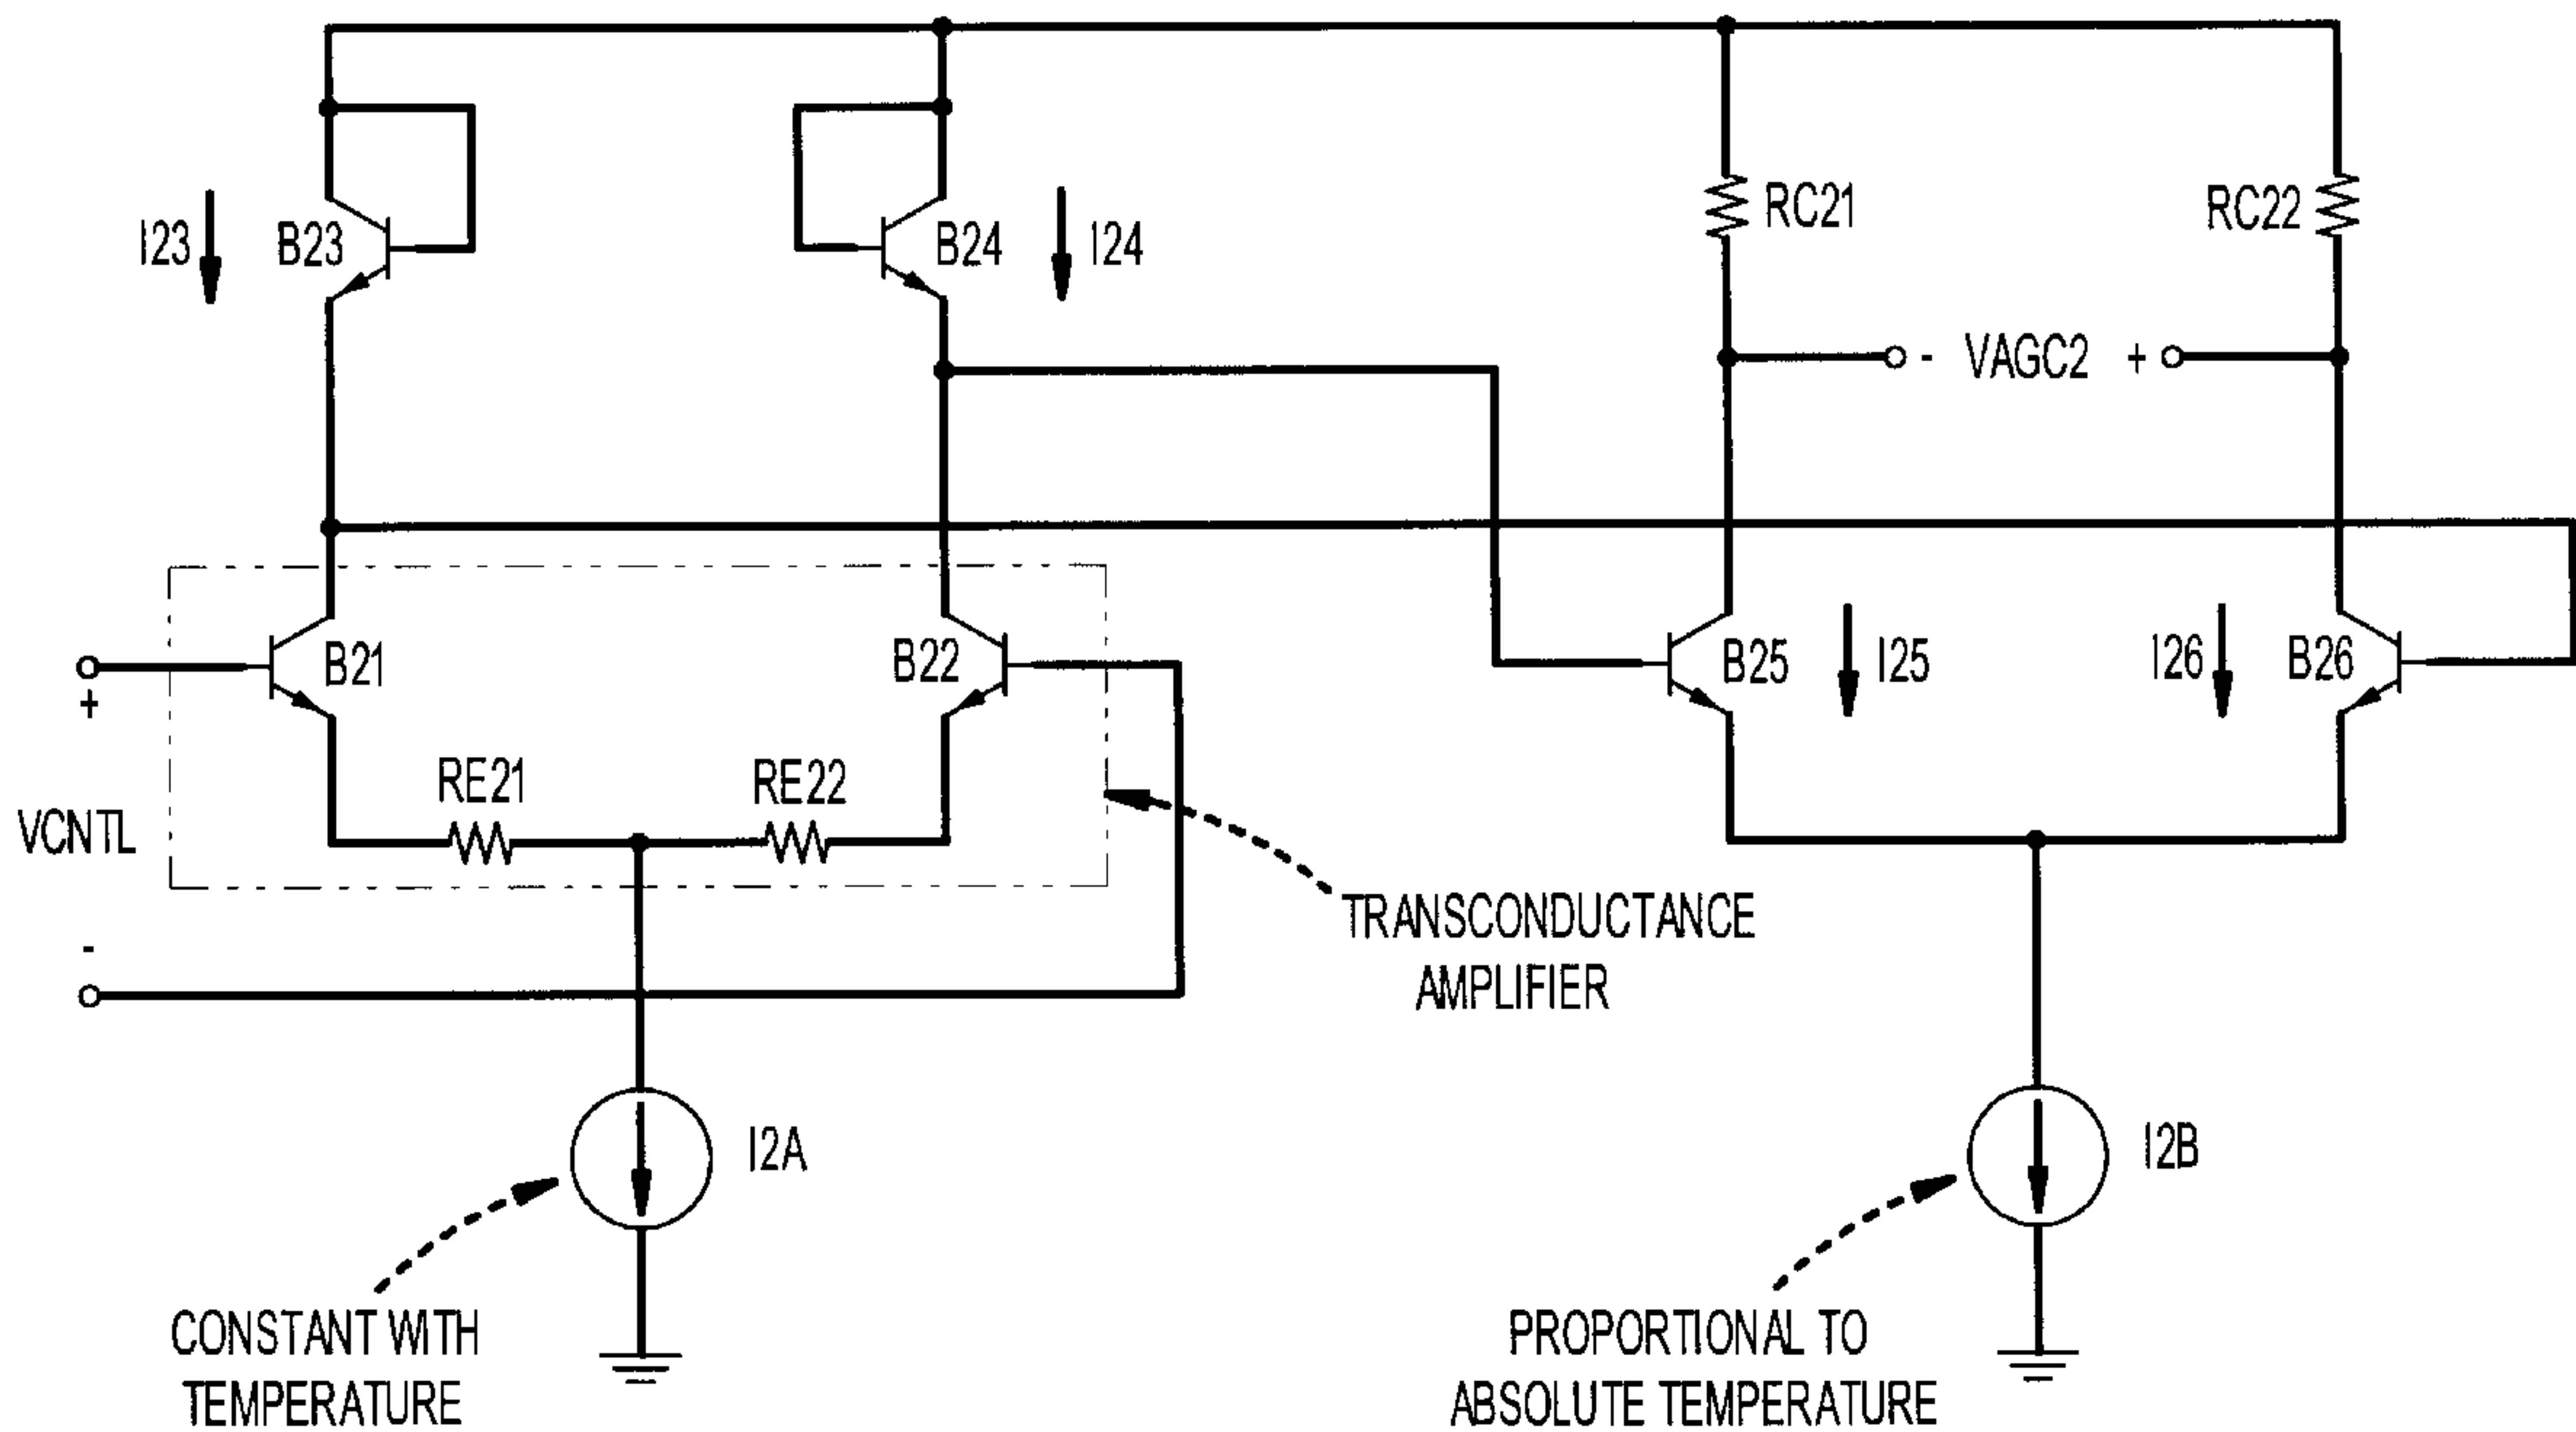 I23
B23
B24
I24
RC21
RC22
- VAGC2 +
B21
B22
B25
I25
I26
B26
+
VCNTL
-
RE21
RE22
TRANSCONDUCTANCE
AMPLIFIER
I2A
I2B
CONSTANT WITH
TEMPERATURE
PROPORTIONAL TO
ABSOLUTE TEMPERATURE